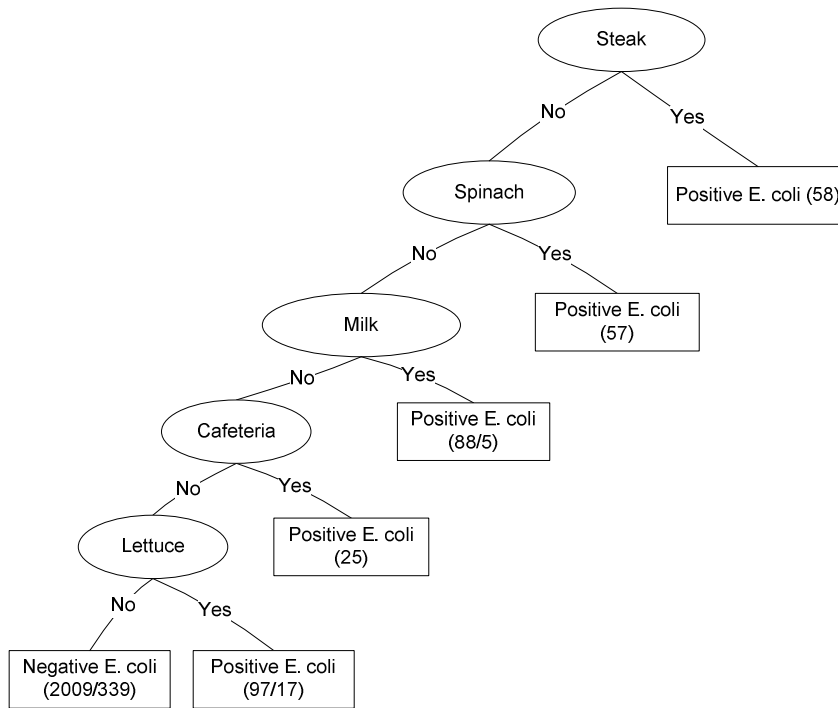 Steak
No
Yes
Spinach
Positive E. coli (58)
No
Yes
Milk
Positive E. coli
(57)
No
Yes
Cafeteria
Positive E. coli
(88/5)
No
Yes
Lettuce
Positive E. coli
(25)
No
Yes
Negative E. coli
(2009/339)
Positive E. coli
(97/17)